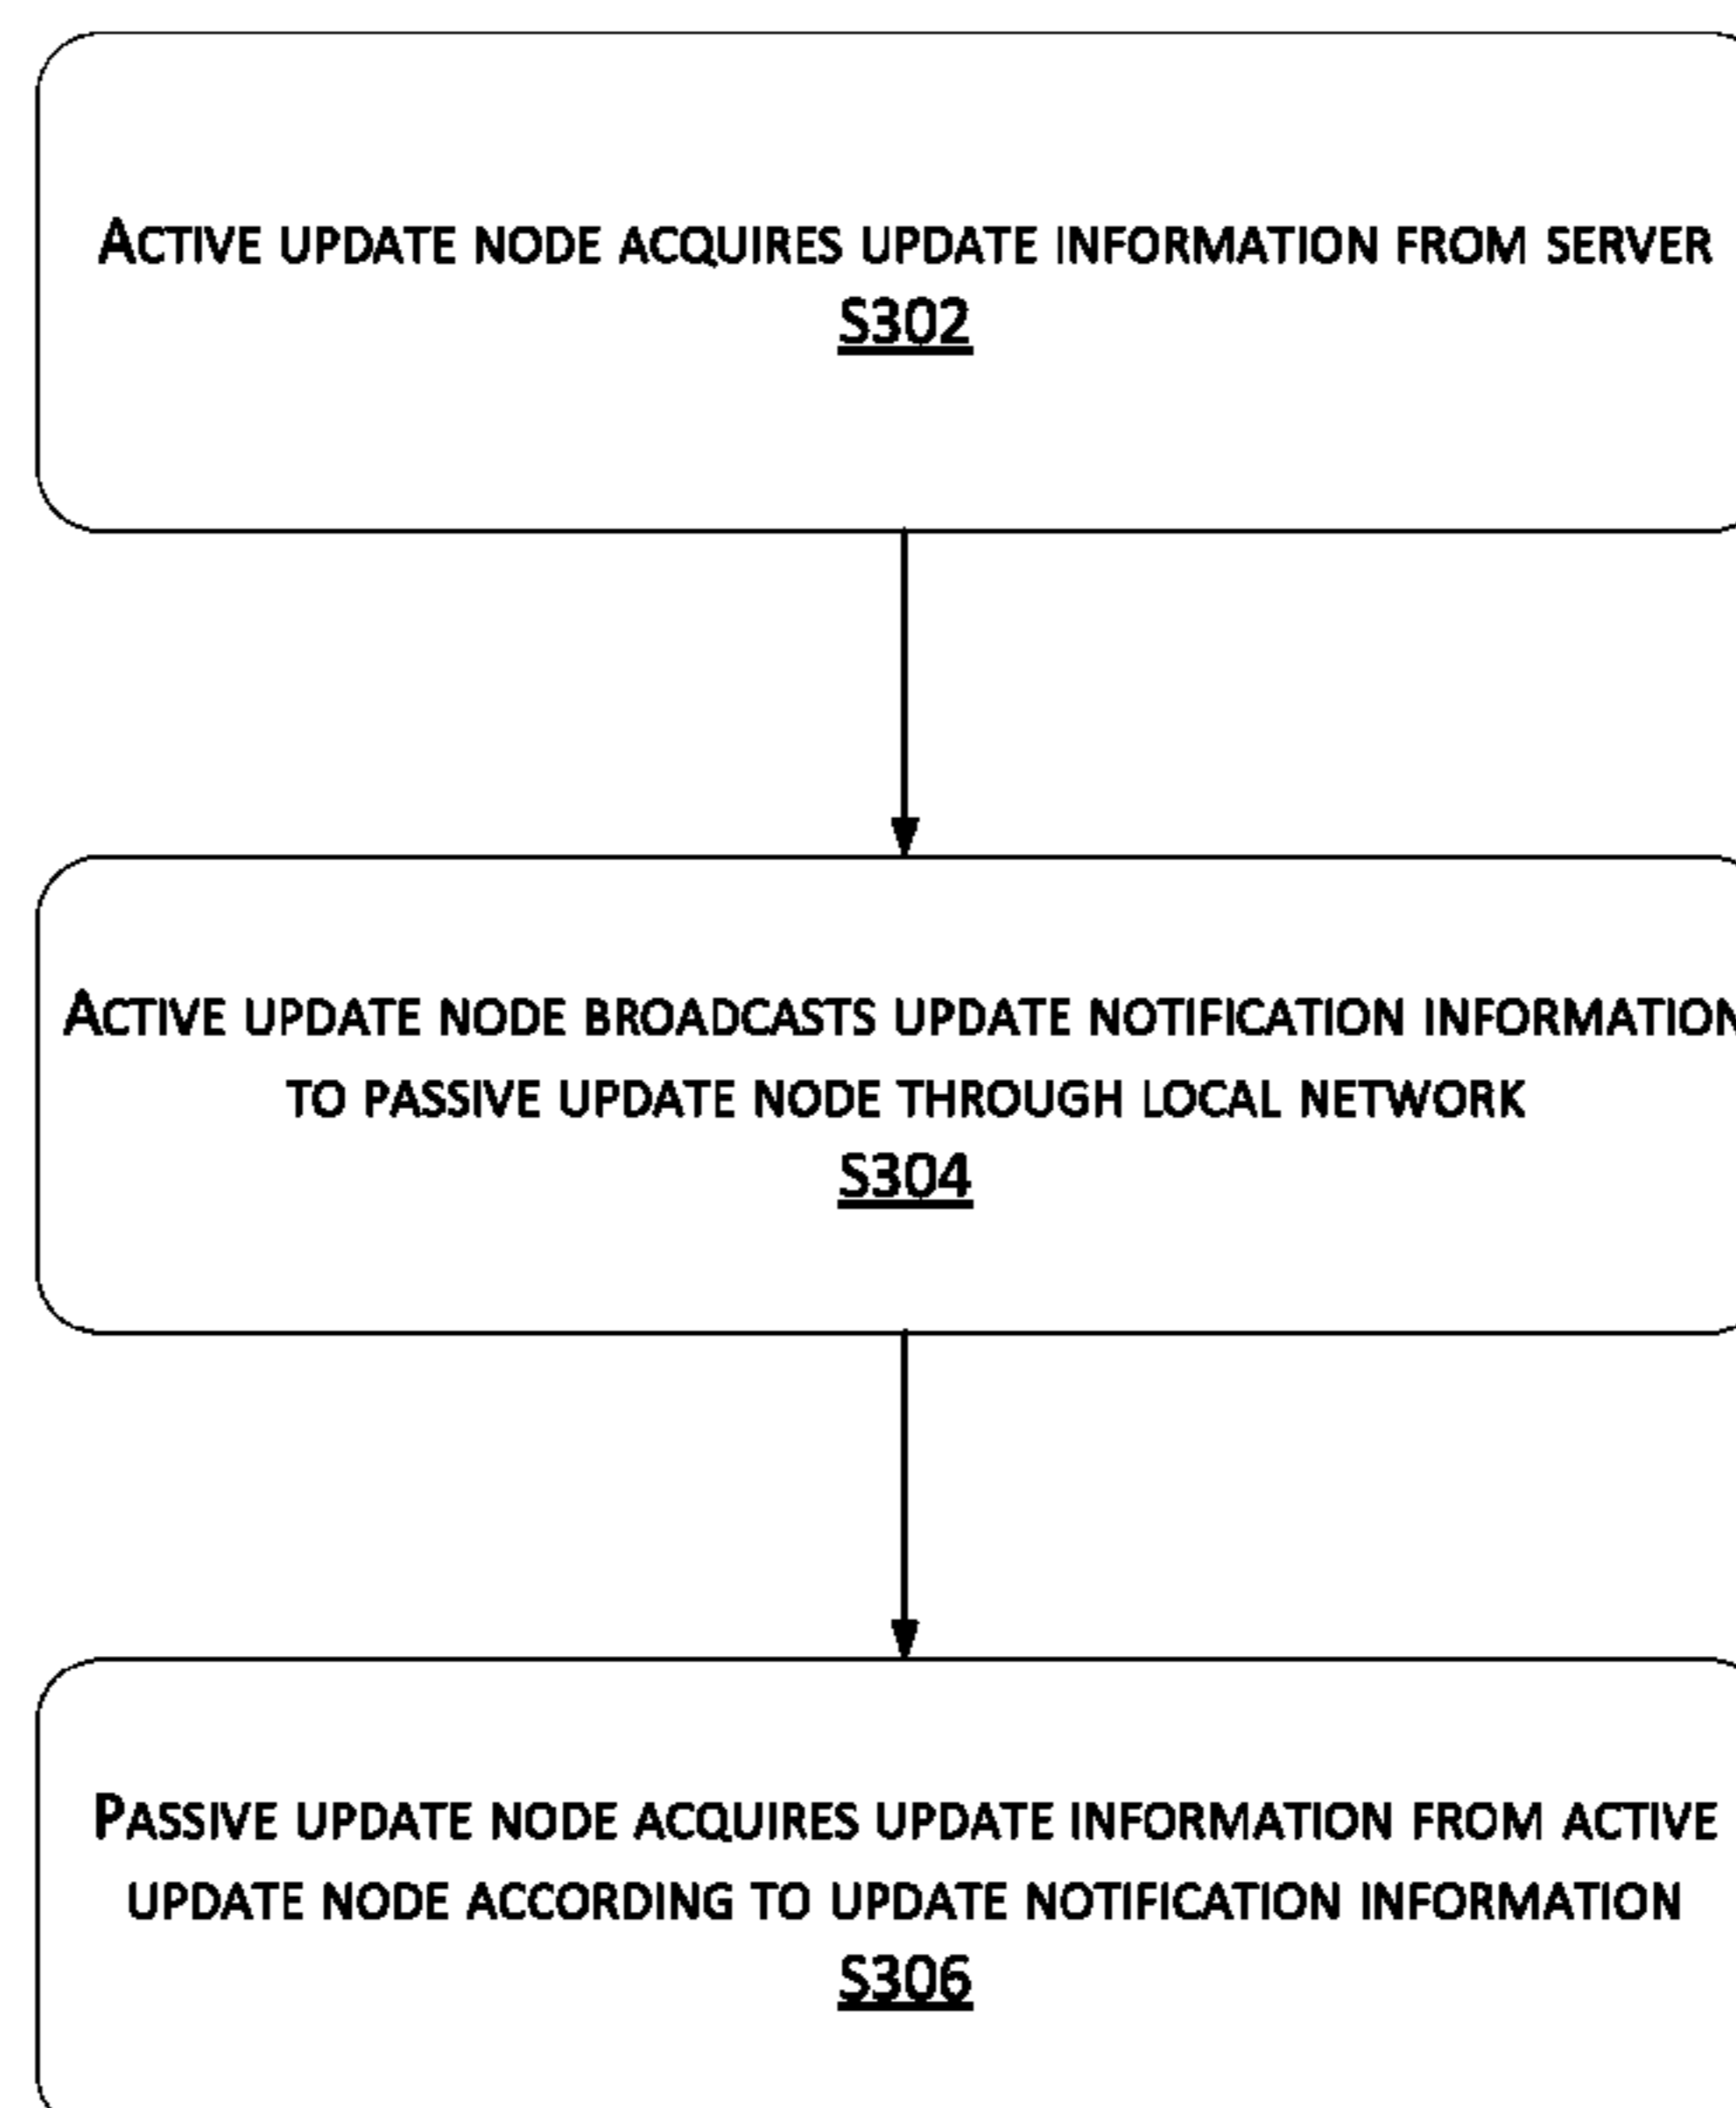 ACTIVE UPDATE NODE ACQUIRES UPDATE INFORMATION FROM SERVER
S302
ACTIVE UPDATE NODE BROADCASTS UPDATE NOTIFICATION INFORMATION
TO PASSIVE UPDATE NODE THROUGH LOCAL NETWORK
S304
PASSIVE UPDATE NODE ACQUIRES UPDATE INFORMATION FROM ACTIVE
UPDATE NODE ACCORDING TO UPDATE NOTIFICATION INFORMATION
S306